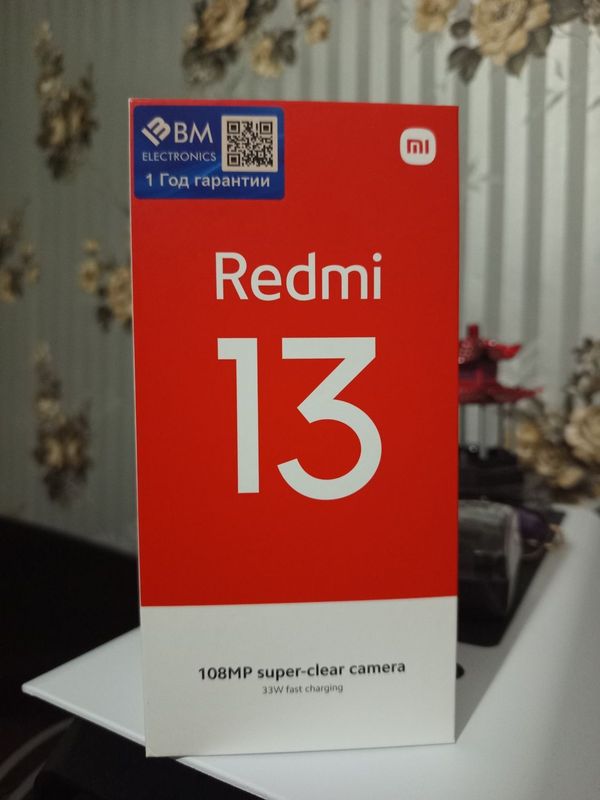 BM
ELECTRONICS
1 Год гарантии
mi
Redmi
13
108MP super-clear camera
33W fast charging